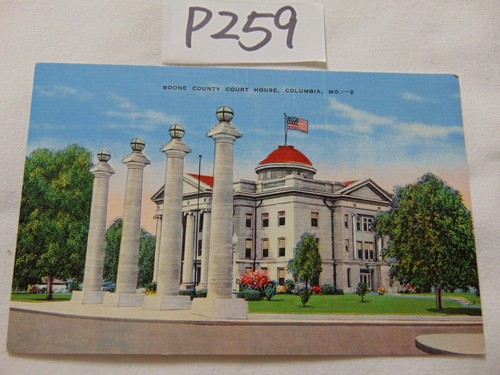 P259
BOONE COUNTY COURT HOUSE, COLUMBIA, MO.—2